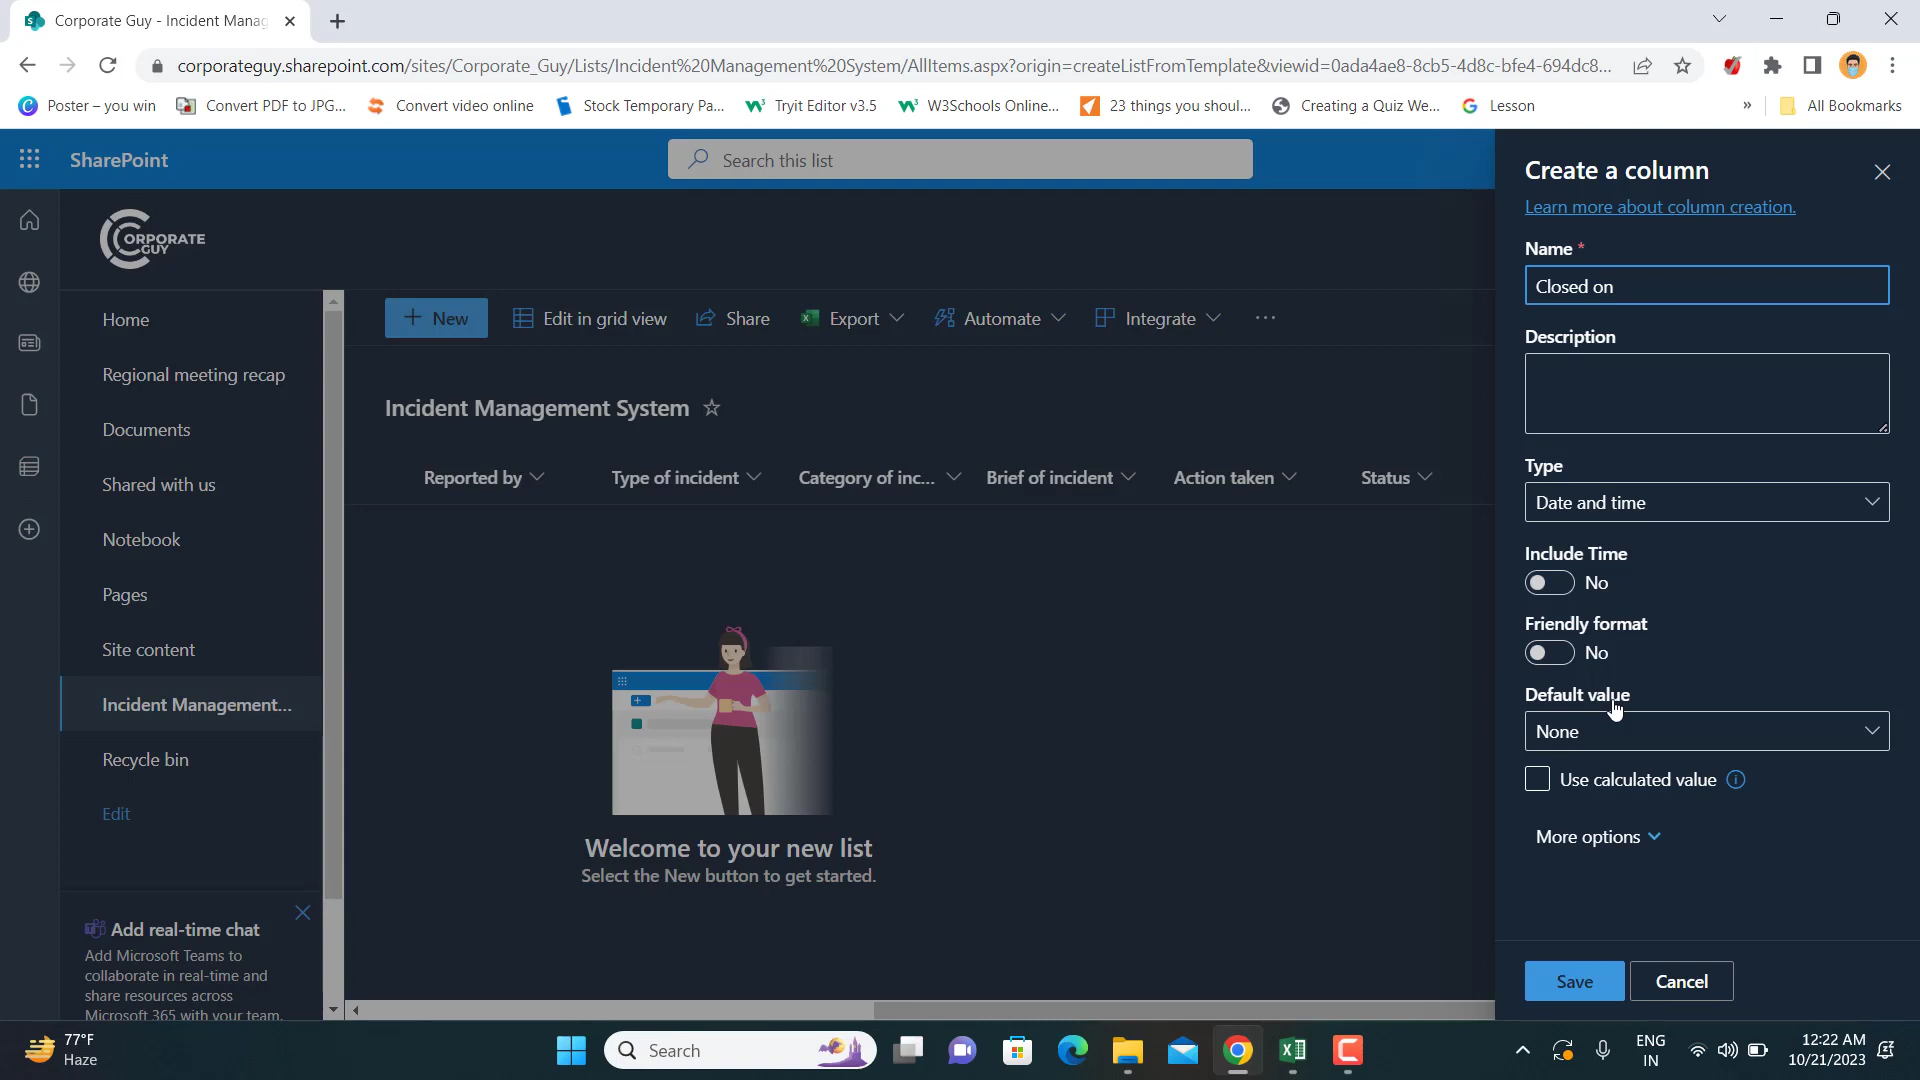 Corporate Guy - Incident Manag
corporateguy.sharepoint.com/sites/Corporate_Guy/Lists/Incident%20Management%20System/AllItems.aspx?origin=createListFromTemplate&viewid=0ada4ae8-8cb5-4d8c-bfe4-694dc8...
Poster – you win
Convert PDF to JPG...
Convert video online
Stock Temporary Pa...
Tryit Editor v3.5
W3Schools Online...
23 things you shoul...
Creating a Quiz We...
Lesson
»
All Bookmarks
SharePoint
Search this list
CORPORATE
GUY
Home
Regional meeting recap
Documents
Shared with us
Notebook
Pages
Site content
Incident Management...
Recycle bin
Edit
Add real-time chat
Add Microsoft Teams to
collaborate in real-time and
share resources across
Microsoft 365 with your team.
New
Edit in grid view
Share
Export
Automate
Integrate
...
Incident Management System
Reported by
Type of incident
Category of inc...
Brief of incident
Action taken
Status
Welcome to your new list
Select the New button to get started.
Create a column
Learn more about column creation.
Name *
Closed on
Description
Type
Date and time
Include Time
No
Friendly format
No
Default value
None
Use calculated value
More options
Save
Cancel
77°F
Haze
Search
ENG
IN
12:22 AM
10/21/2023